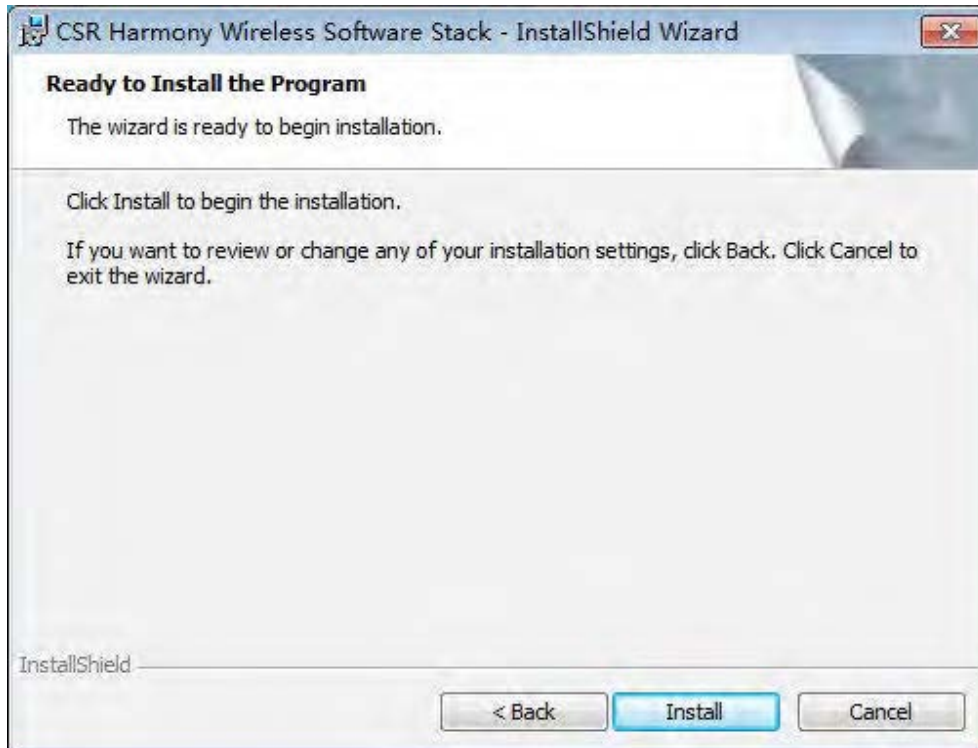 CSR Harmony Wireless Software Stack - InstallShield Wizard
Ready to Install the Program
The wizard is ready to begin installation.
Click Install to begin the installation.
If you want to review or change any of your installation settings, click Back. Click Cancel to
exit the wizard.
InstallShield
< Back
Install
Cancel